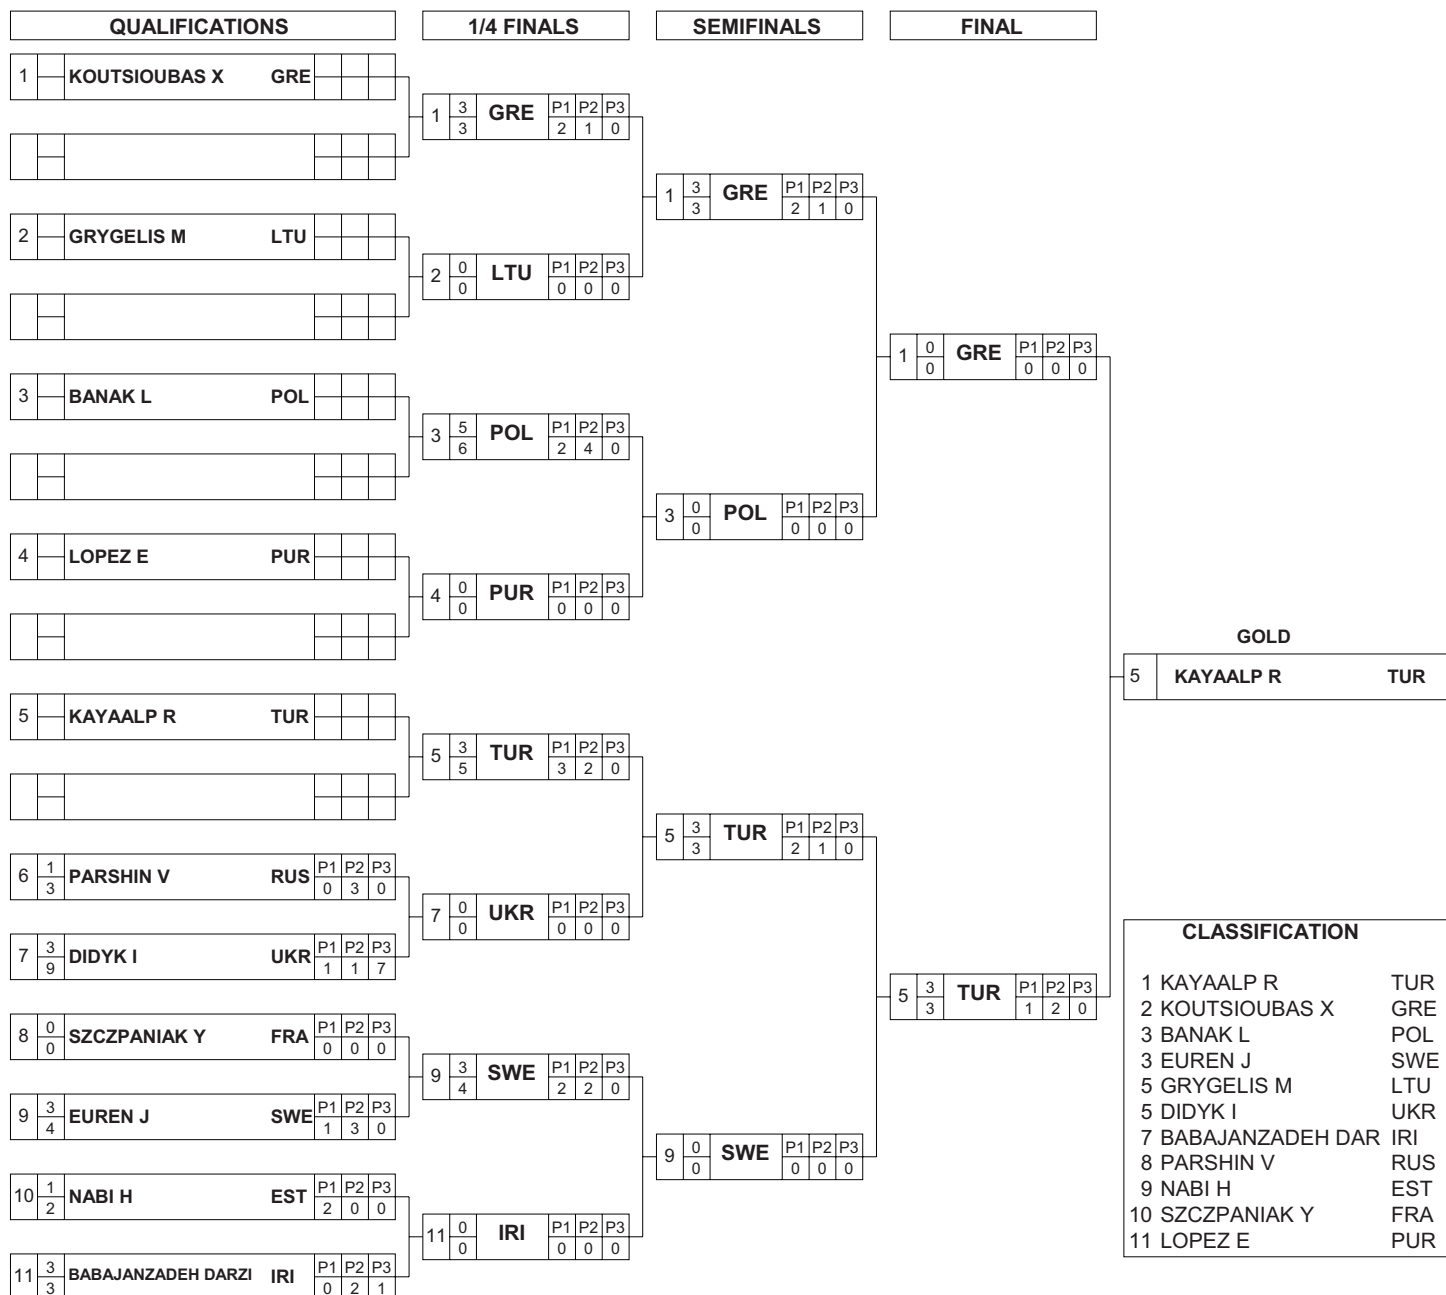 QUALIFICATIONS 1/4 FINALS SEMIFINALS FINAL
1 KOUTSIOUBAS X GRE
1 3 3 GRE P1 P2 P3 2 1 0
1 3 3 GRE P1 P2 P3 2 1 0
2 GRYGELIS M LTU
2 0 0 LTU P1 P2 P3 0 0 0
1 0 0 GRE P1 P2 P3 0 0 0
3 BANAK L POL
3 5 6 POL P1 P2 P3 2 4 0
3 0 0 POL P1 P2 P3 0 0 0
4 LOPEZ E PUR
4 0 0 PUR P1 P2 P3 0 0 0
GOLD
5 KAYAALP R TUR
5 KAYAALP R TUR
5 3 5 TUR P1 P2 P3 3 2 0
5 3 3 TUR P1 P2 P3 2 1 0
6 1 3 PARSHIN V RUS P1 P2 P3 0 3 0
7 0 0 UKR P1 P2 P3 0 0 0
7 3 9 DIDYK I UKR P1 P2 P3 1 1 7
5 3 3 TUR P1 P2 P3 1 2 0
8 0 0 SZCZPANIAK Y FRA P1 P2 P3 0 0 0
9 3 4 SWE P1 P2 P3 2 2 0
9 3 4 EUREN J SWE P1 P2 P3 1 3 0
9 0 0 SWE P1 P2 P3 0 0 0
10 1 2 NABI H EST P1 P2 P3 2 0 0
11 0 0 IRI P1 P2 P3 0 0 0
11 3 3 BABAJANZADEH DARZI IRI P1 P2 P3 0 2 1
CLASSIFICATION
1 KAYAALP R TUR
2 KOUTSIOUBAS X GRE
3 BANAK L POL
3 EUREN J SWE
5 GRYGELIS M LTU
5 DIDYK I UKR
7 BABAJANZADEH DAR IRI
8 PARSHIN V RUS
9 NABI H EST
10 SZCZPANIAK Y FRA
11 LOPEZ E PUR